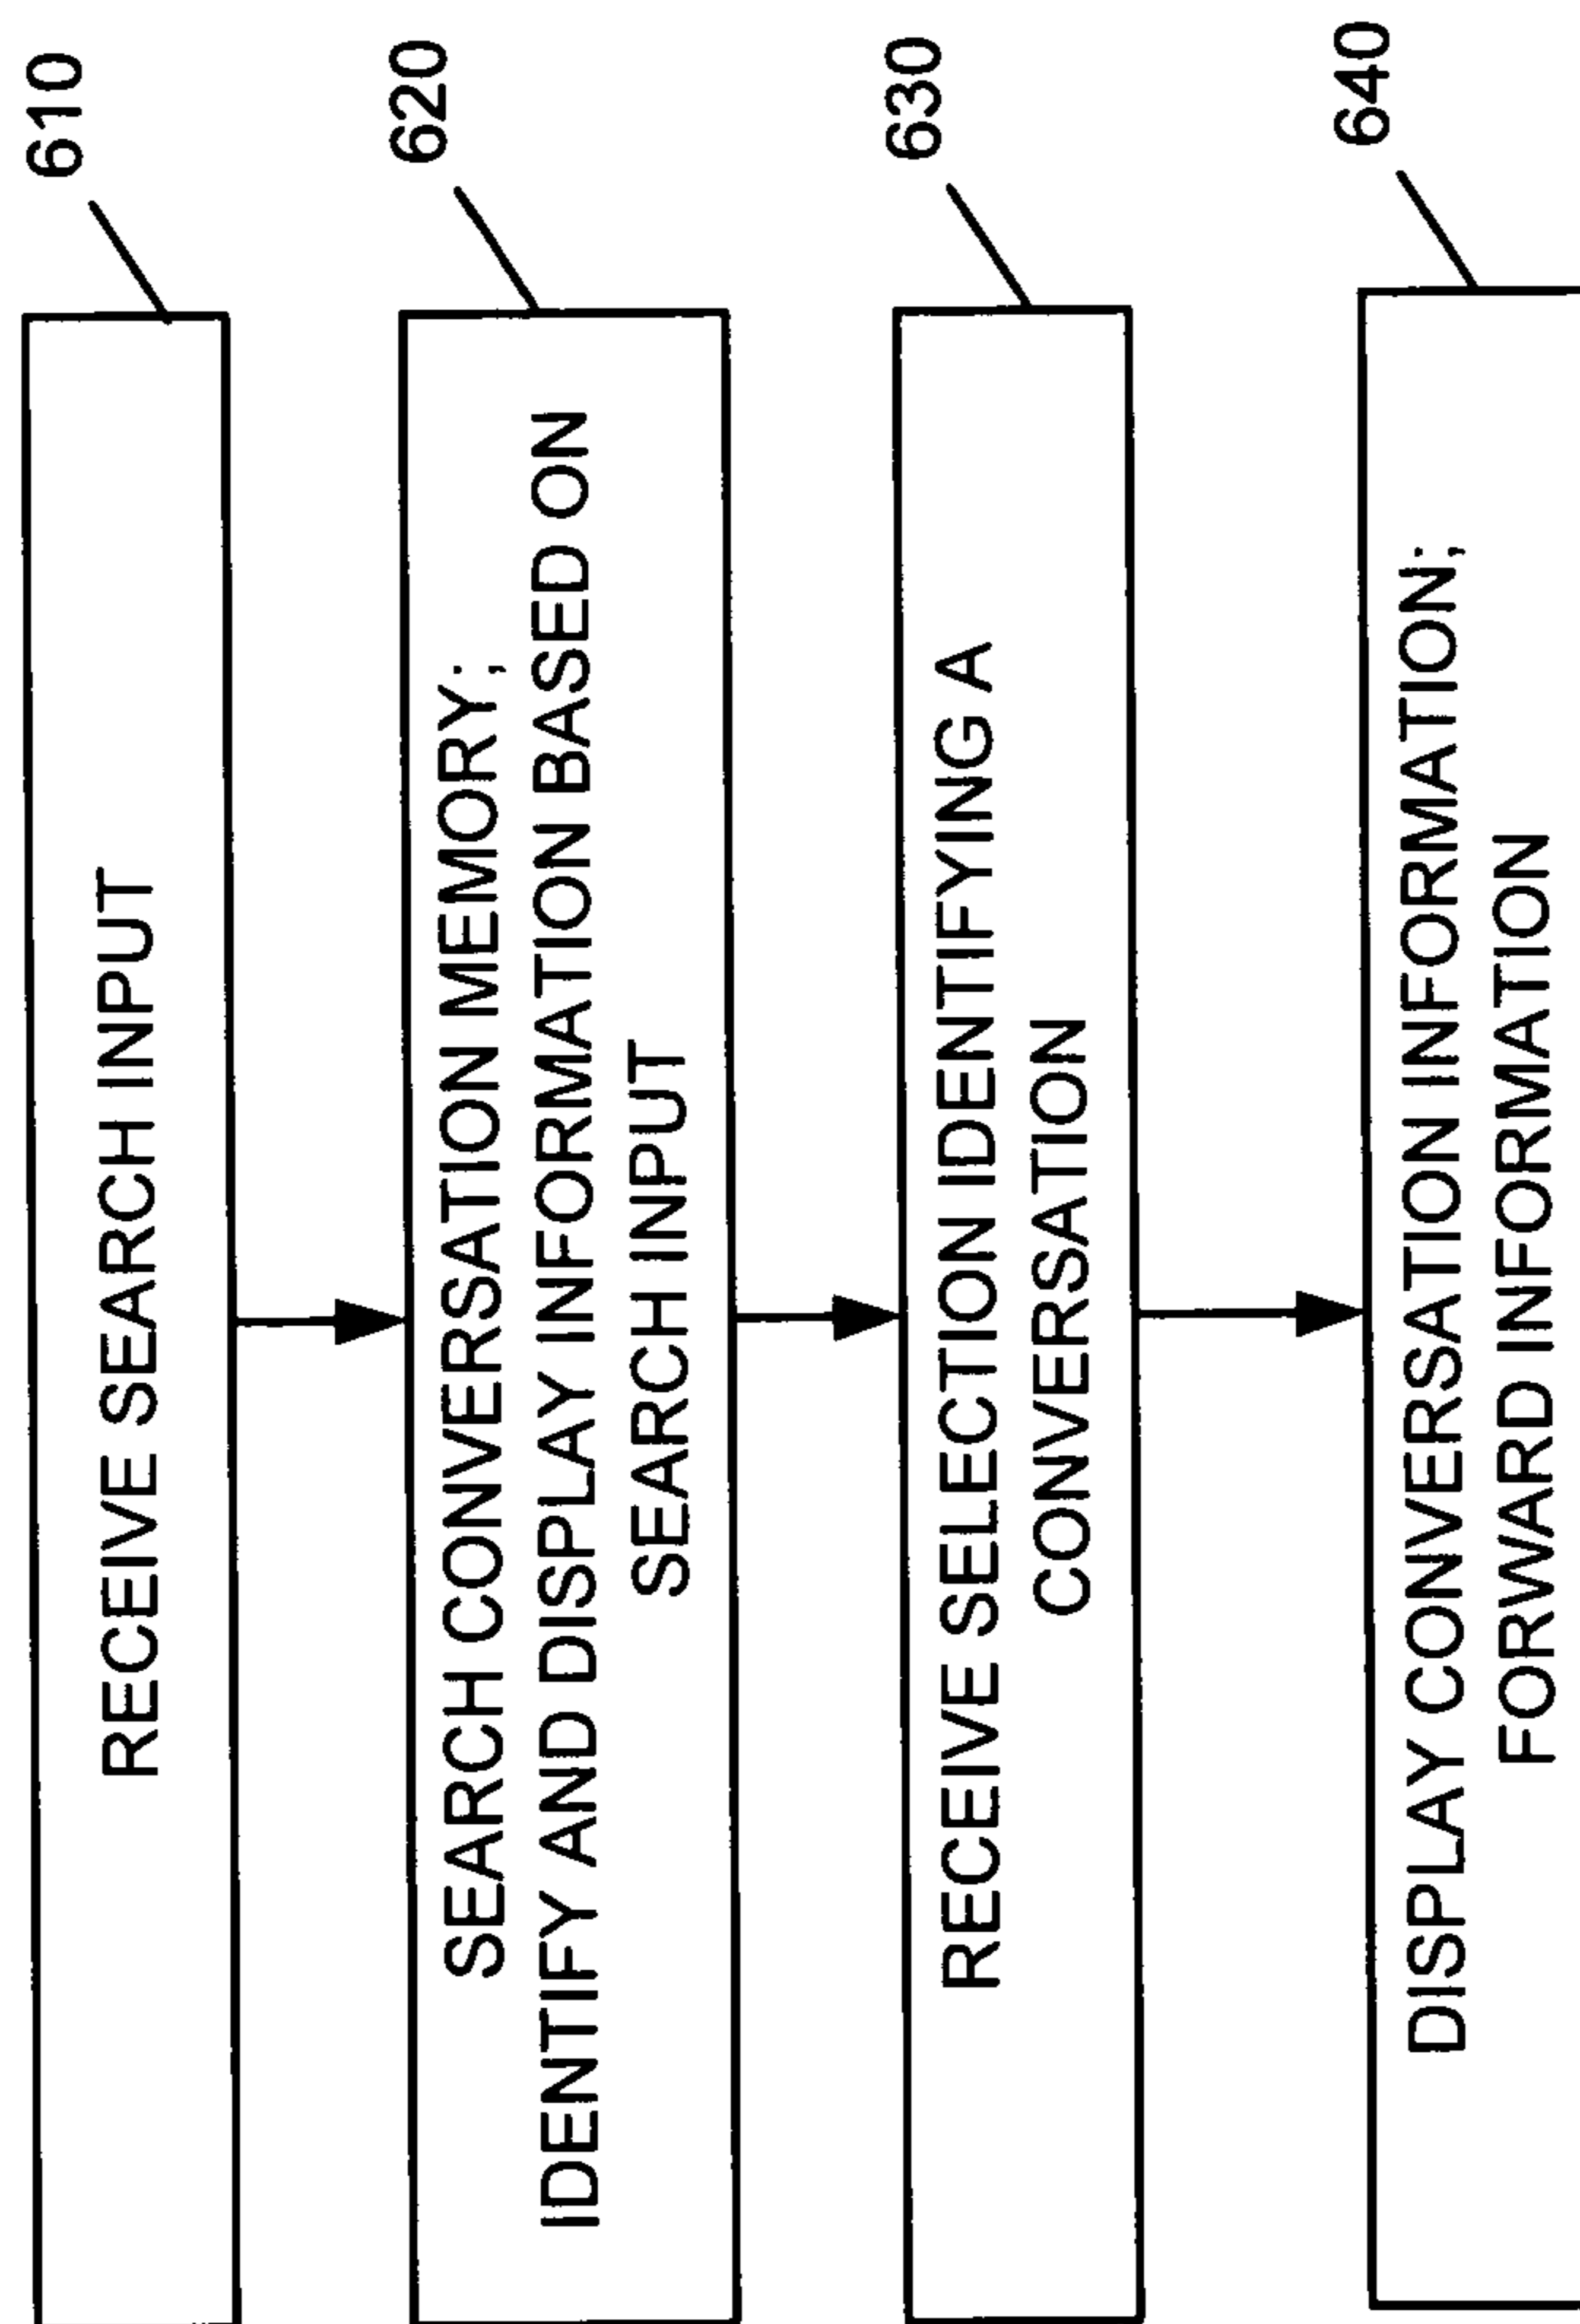 610
RECEIVE SEARCH INPUT
620
SEARCH CONVERSATION MEMORY;
IDENTIFY AND DISPLAY INFORMATION BASED ON
SEARCH INPUT
630
RECEIVE SELECTION IDENTIFYING A
CONVERSATION
640
DISPLAY CONVERSATION INFORMATION;
FORWARD INFORMATION